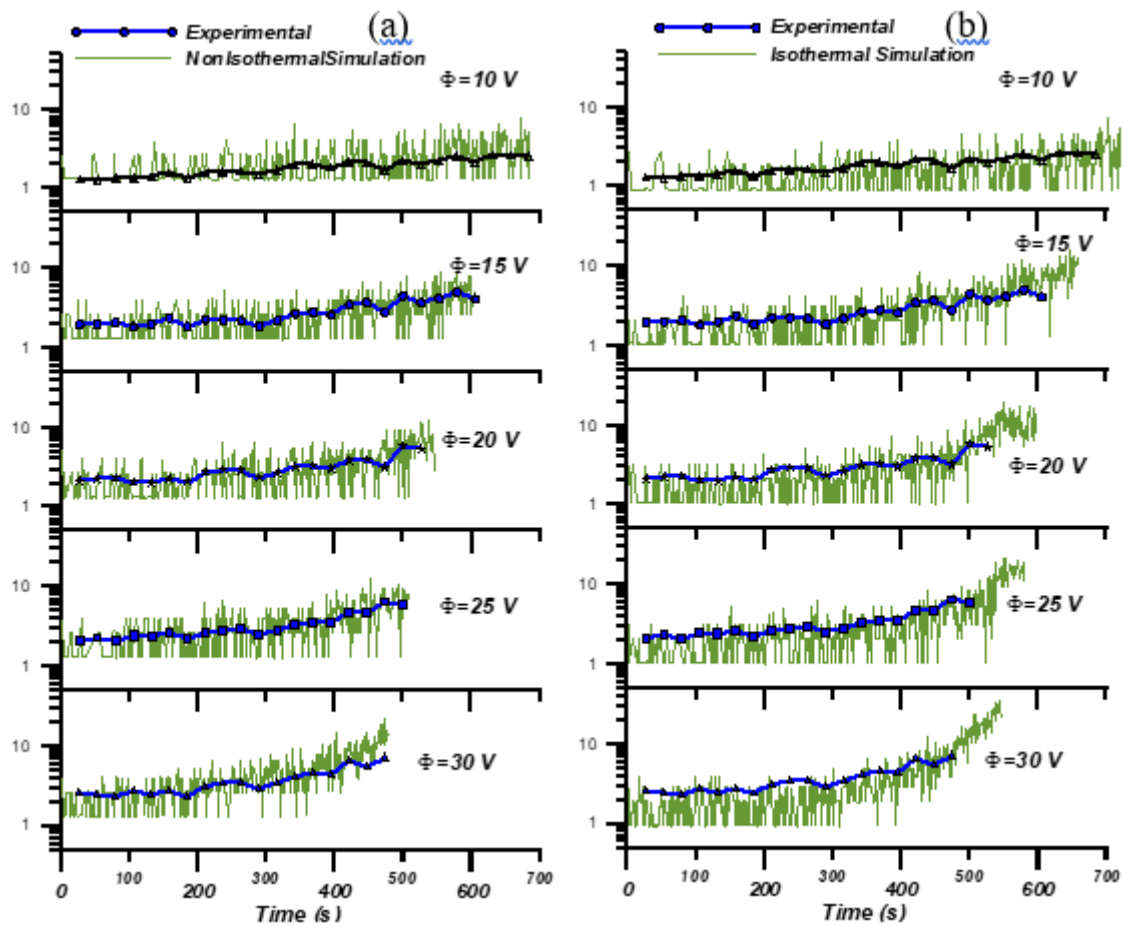 Experimental
(a)
NonIsothermalSimulation
Φ=10 V
10
1
Φ=15 V
10
1
Φ=20 V
10
1
Φ=25 V
10
1
Φ=30 V
10
1
0 100 200 300 400 500 600 700
Time (s)
Experimental
(b)
Isothermal Simulation
Φ=10 V
10
1
Φ=15 V
10
1
Φ=20 V
10
1
Φ=25 V
10
1
Φ=30 V
10
1
0 100 200 300 400 500 600 700
Time (s)